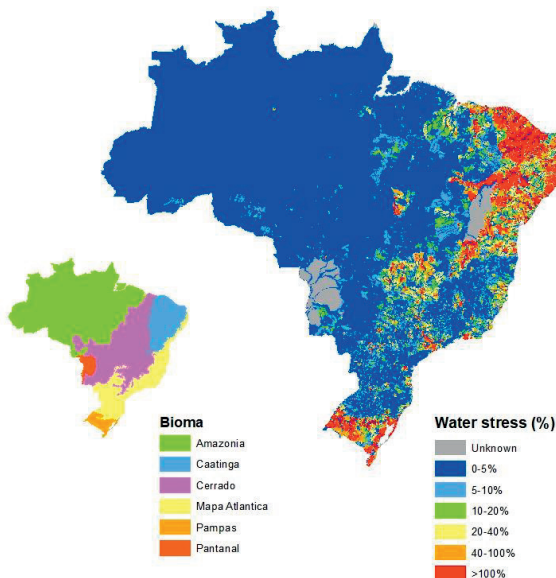 Bioma
Amazonia
Caatinga
Cerrado
Mapa Atlantica
Pampas
Pantanal
Water stress (%)
Unknown
0-5%
5-10%
10-20%
20-40%
40-100%
>100%